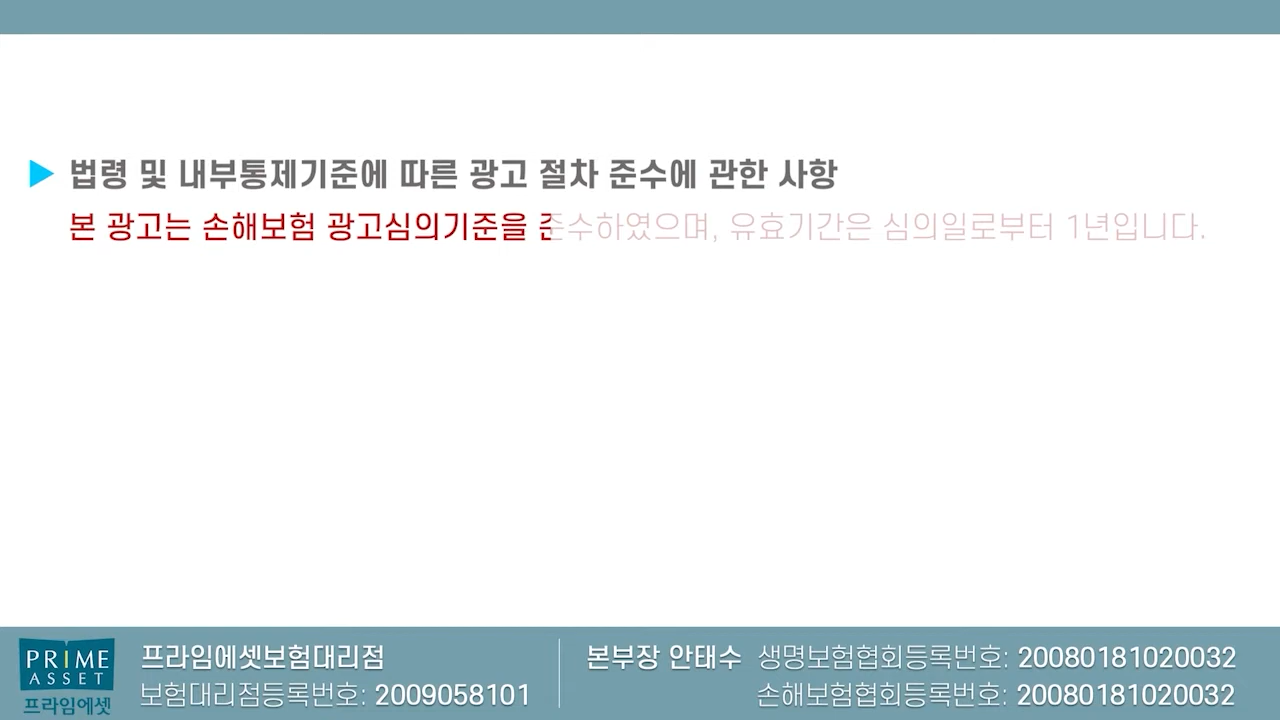 ▶ 법령 및 내부통제기준에 따른 광고 절차 준수에 관한 사항
본 광고는 손해보험 광고심의기준을 준수하였으며, 유효기간은 심의일로부터 1년입니다.
PRIME
ASSET
프라임에셋
프라임에셋보험대리점
보험대리점등록번호: 2009058101
본부장 안태수 생명보험협회등록번호: 20080181020032
손해보험협회등록번호: 20080181020032